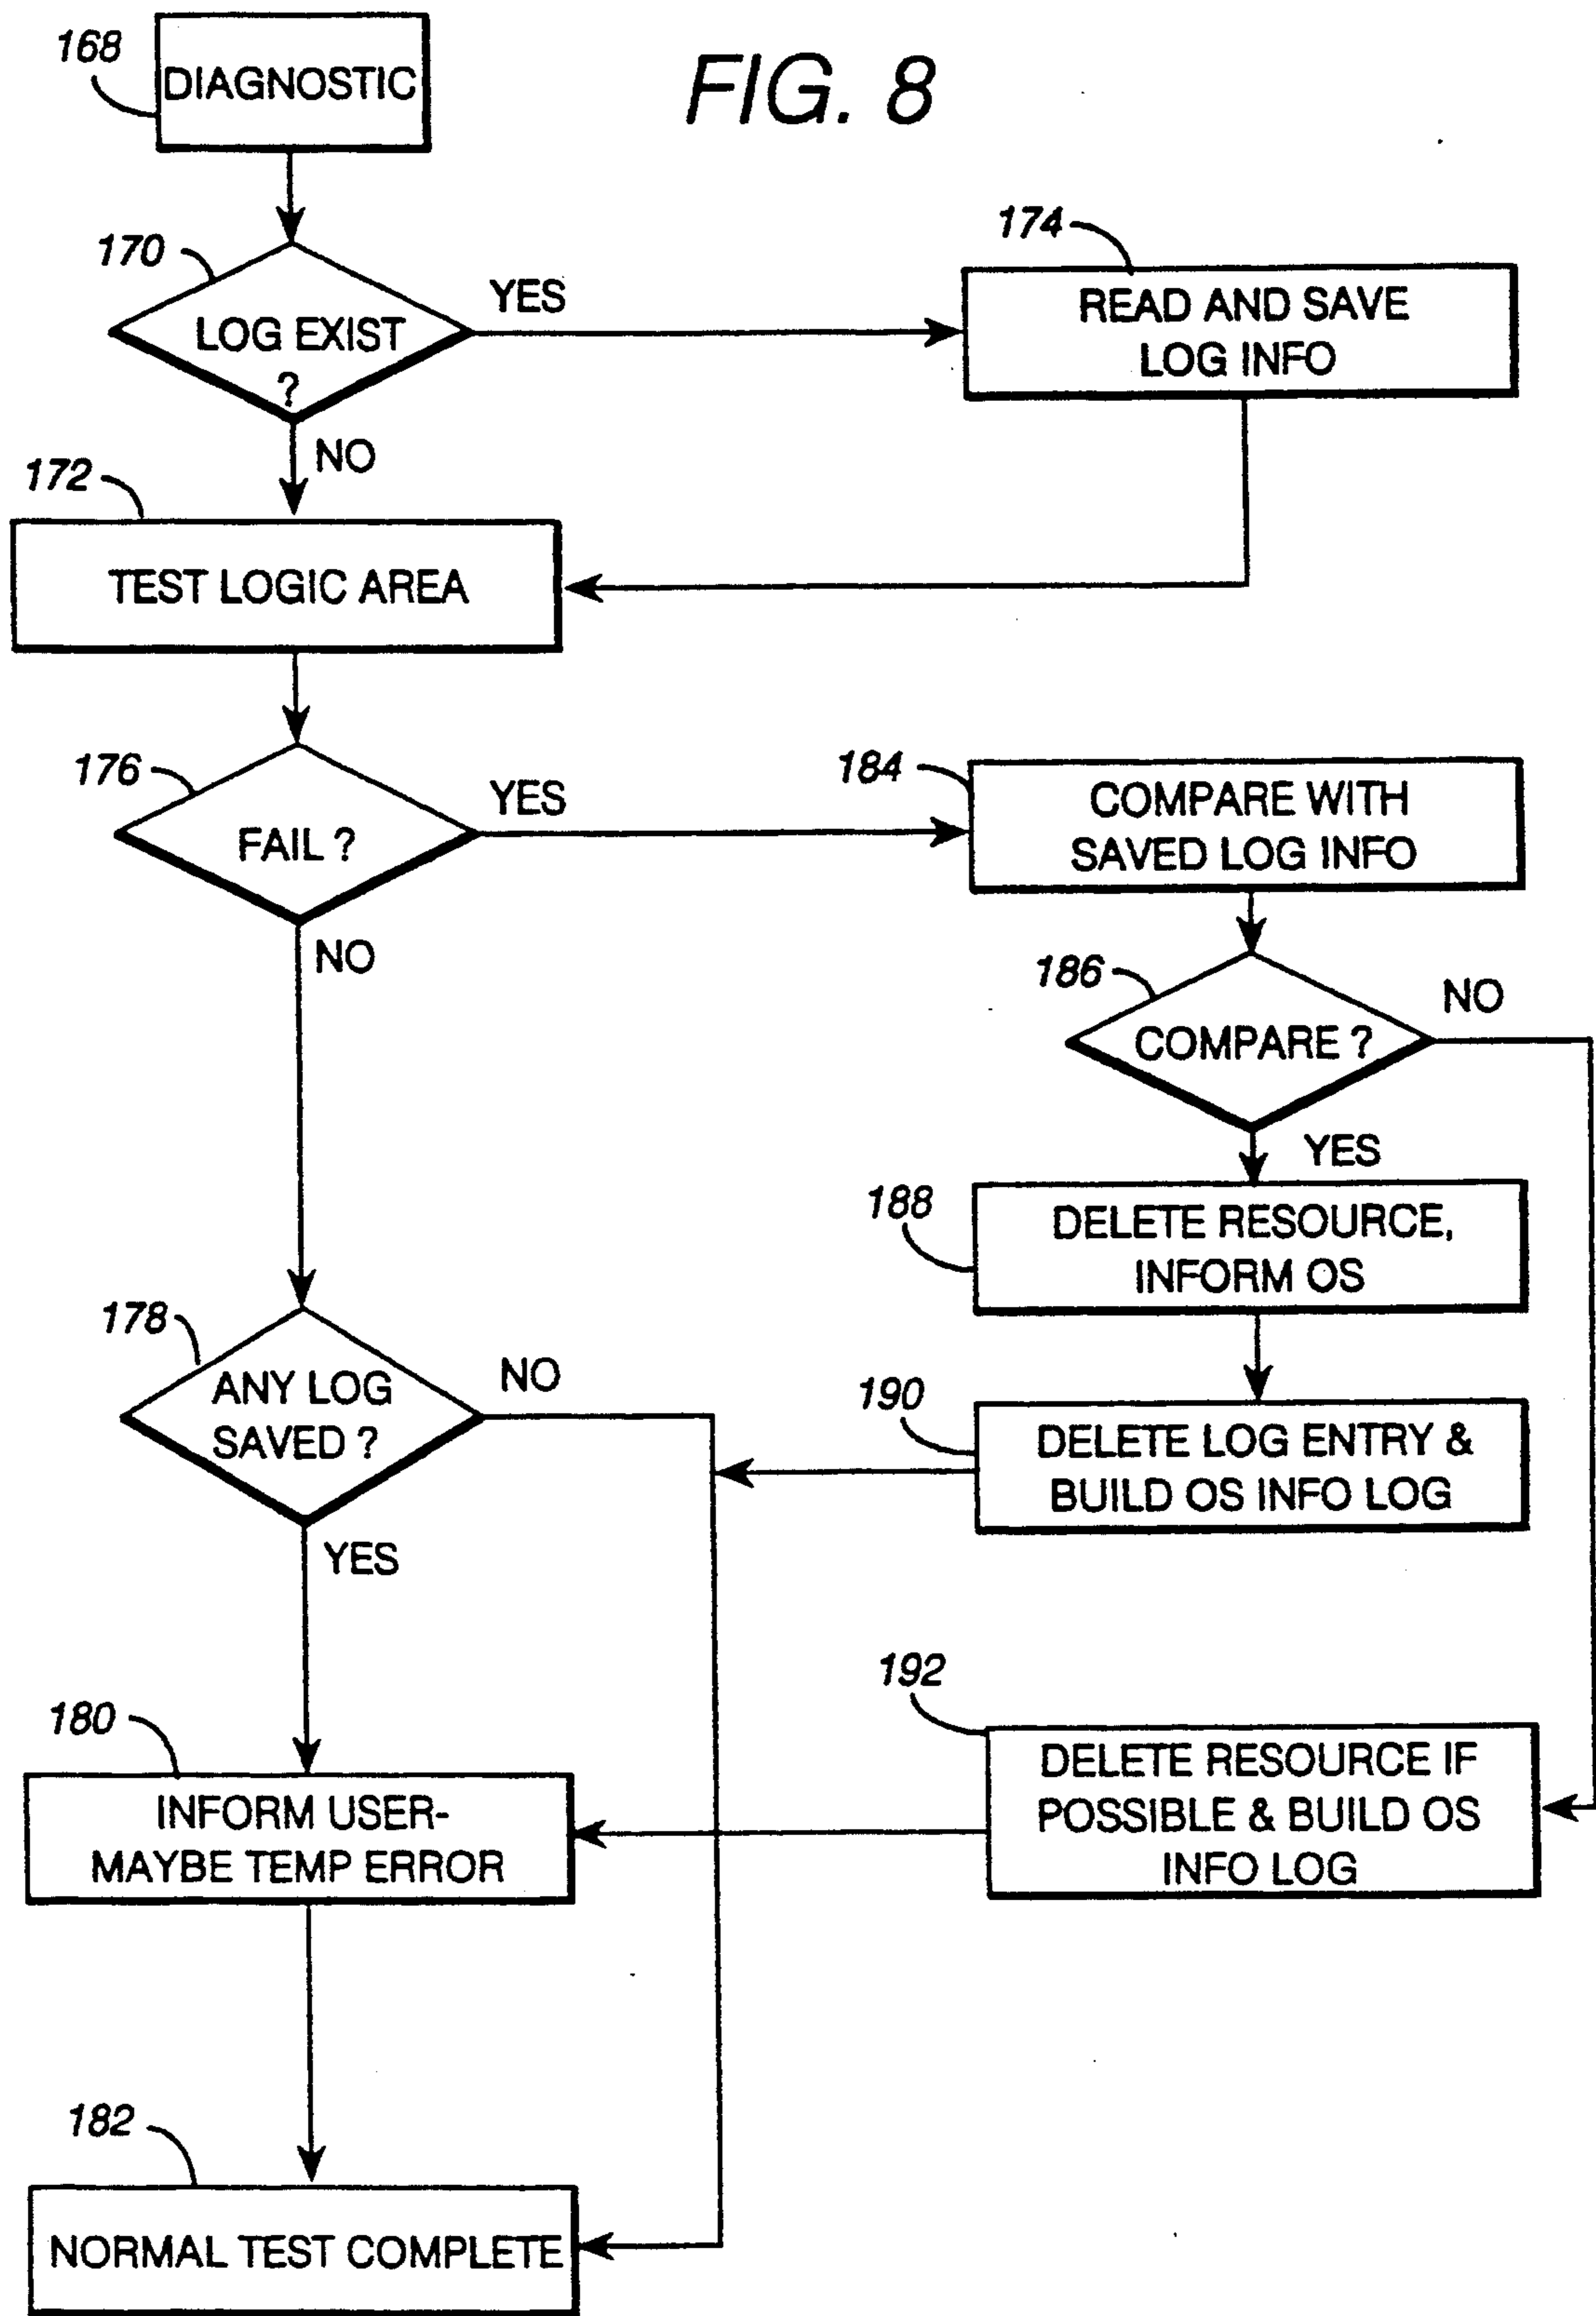 FIG. 8
168
DIAGNOSTIC
170
LOG EXIST
?
YES
NO
174
READ AND SAVE
LOG INFO
172
TEST LOGIC AREA
176
FAIL ?
YES
NO
184
COMPARE WITH
SAVED LOG INFO
186
COMPARE ?
NO
YES
188
DELETE RESOURCE,
INFORM OS
178
ANY LOG
SAVED ?
NO
YES
190
DELETE LOG ENTRY &
BUILD OS INFO LOG
192
DELETE RESOURCE IF
POSSIBLE & BUILD OS
INFO LOG
180
INFORM USER-
MAYBE TEMP ERROR
182
NORMAL TEST COMPLETE